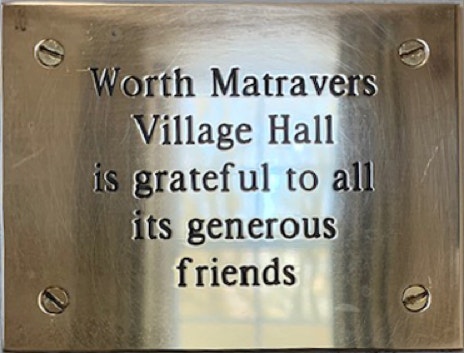 Worth Matravers
Village Hall
is grateful to all
its generous
friends